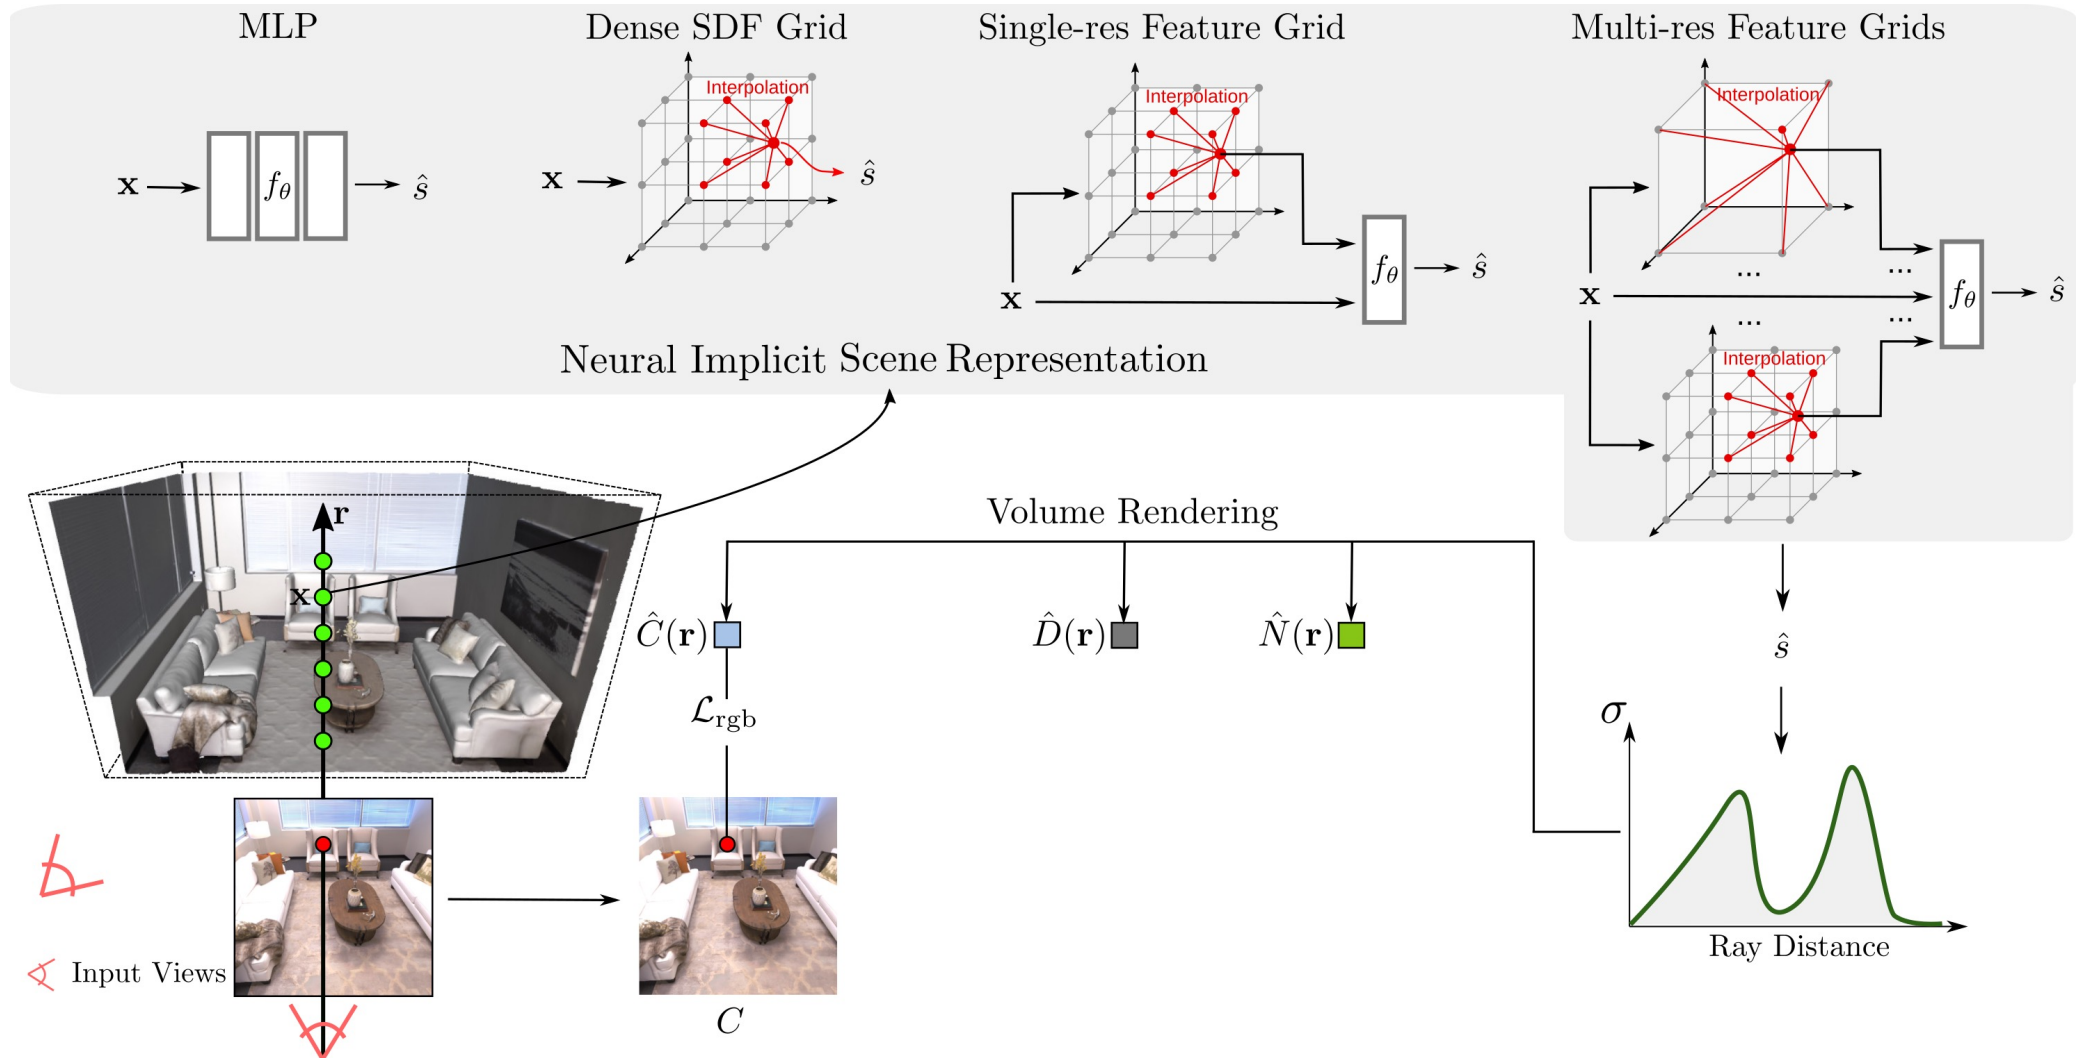 MLP
Dense SDF Grid
Single-res Feature Grid
Multi-res Feature Grids
Interpolation
Interpolation
Interpolation
x
f_θ
ŝ
x
ŝ
x
f_θ
ŝ
...
...
x
f_θ
ŝ
...
...
Interpolation
Neural Implicit Scene Representation
r
x
Volume Rendering
Ĉ(r)
D̂(r)
N̂(r)
ŝ
ℒ_rgb
σ
Ray Distance
Input Views
C